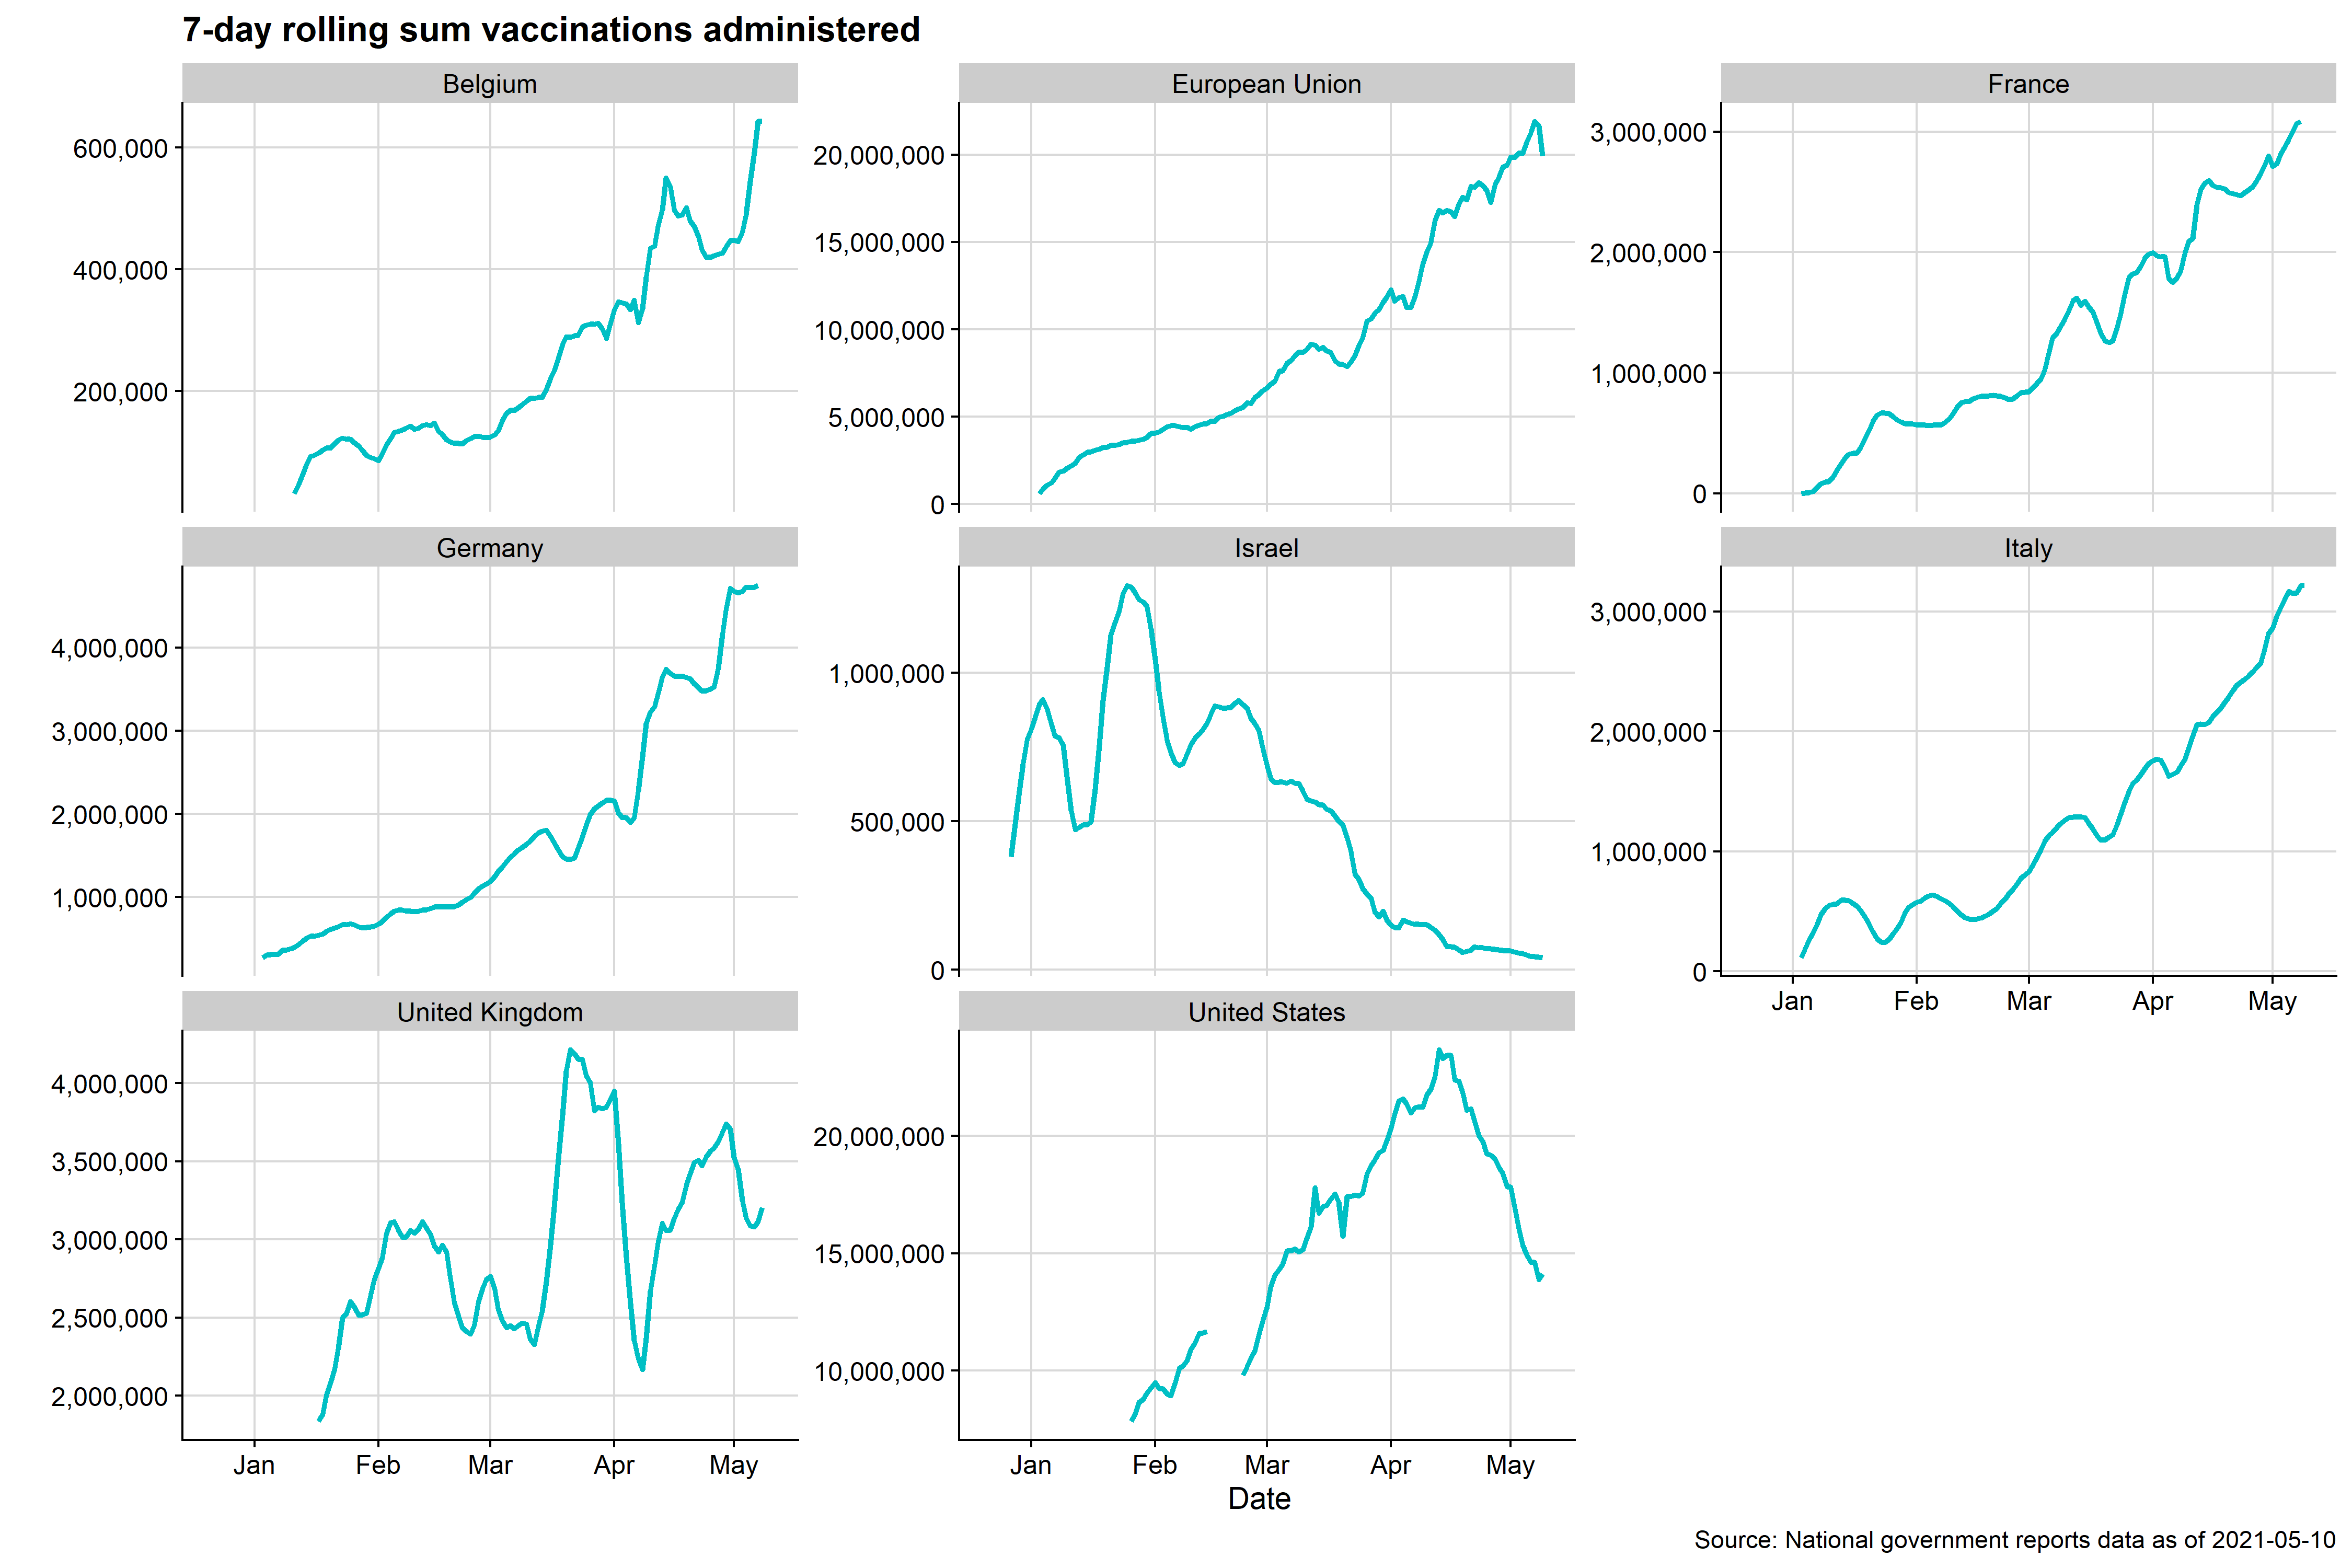 7-day rolling sum vaccinations administered
Belgium
European Union
France
600,000
400,000
200,000
20,000,000
15,000,000
10,000,000
5,000,000
0
3,000,000
2,000,000
1,000,000
0
Germany
Israel
Italy
4,000,000
3,000,000
2,000,000
1,000,000
1,000,000
500,000
0
3,000,000
2,000,000
1,000,000
0
Jan Feb Mar Apr May
United Kingdom
United States
4,000,000
3,500,000
3,000,000
2,500,000
2,000,000
20,000,000
15,000,000
10,000,000
Jan Feb Mar Apr May
Jan Feb Mar Apr May
Date
Source: National government reports data as of 2021-05-10